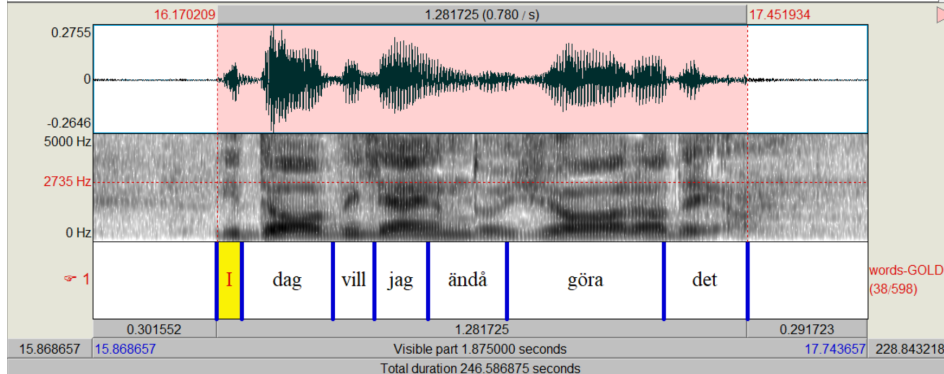 16.170209 1.281725 (0.780 / s) 17.451934
0.2755
0
-0.2646
5000 Hz
2735 Hz
0 Hz
☞ 1 I dag vill jag ändå göra det words-GOLD
(38/598)
0.301552 1.281725 0.291723
15.868657 15.868657 Visible part 1.875000 seconds 17.743657 228.843218
Total duration 246.586875 seconds